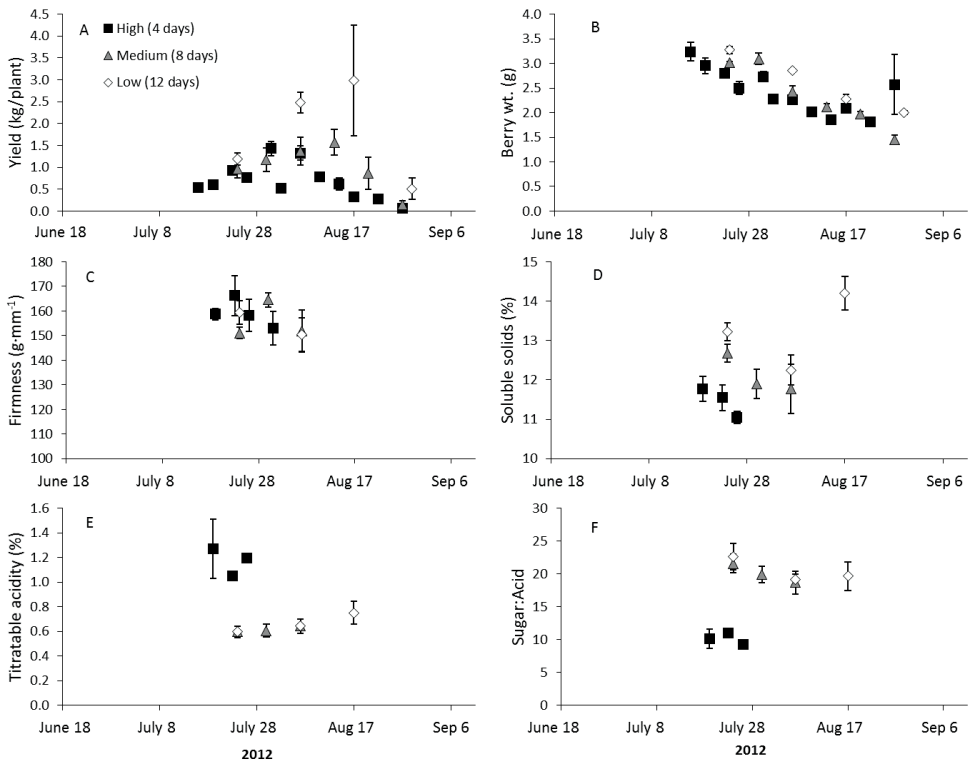 A
High (4 days)
Medium (8 days)
Low (12 days)
Yield (kg/plant)
4.5
4.0
3.5
3.0
2.5
2.0
1.5
1.0
0.5
0.0
June 18 July 8 July 28 Aug 17 Sep 6
B
Berry wt. (g)
4.0
3.5
3.0
2.5
2.0
1.5
1.0
0.5
0.0
June 18 July 8 July 28 Aug 17 Sep 6
C
Firmness (g·mm⁻¹)
180
170
160
150
140
130
120
110
100
June 18 July 8 July 28 Aug 17 Sep 6
D
Soluble solids (%)
15
14
13
12
11
10
June 18 July 8 July 28 Aug 17 Sep 6
E
Titratable acidity (%)
1.6
1.4
1.2
1.0
0.8
0.6
0.4
0.2
0.0
June 18 July 8 July 28 Aug 17 Sep 6
2012
F
Sugar:Acid
30
25
20
15
10
5
0
June 18 July 8 July 28 Aug 17 Sep 6
2012